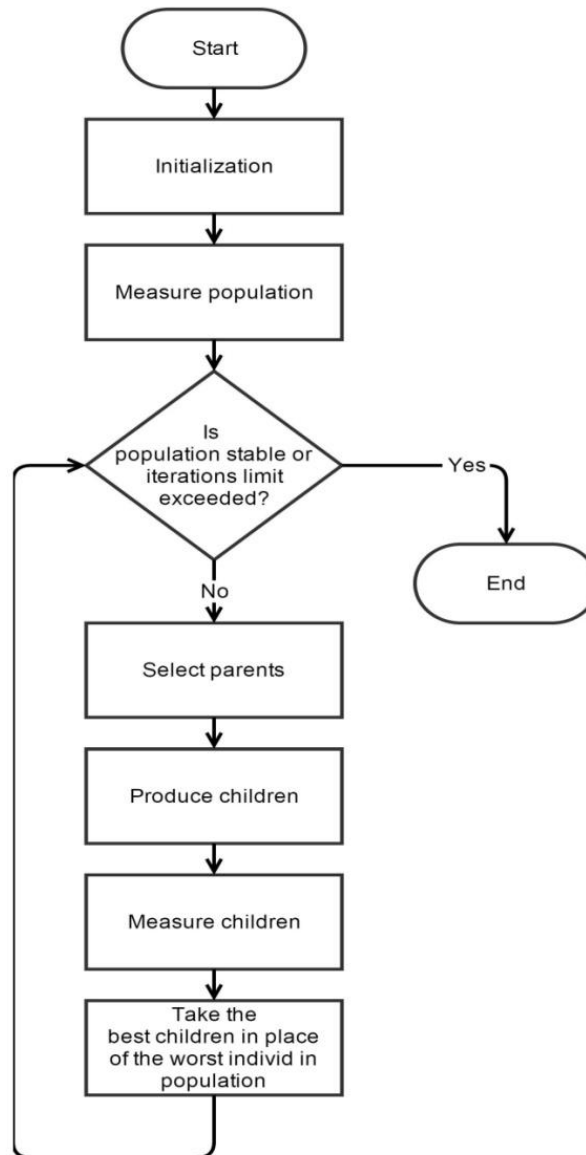 Start
Initialization
Measure population
Is
population stable or
iterations limit
exceeded?
Yes
End
No
Select parents
Produce children
Measure children
Take the
best children in place
of the worst individ in
population